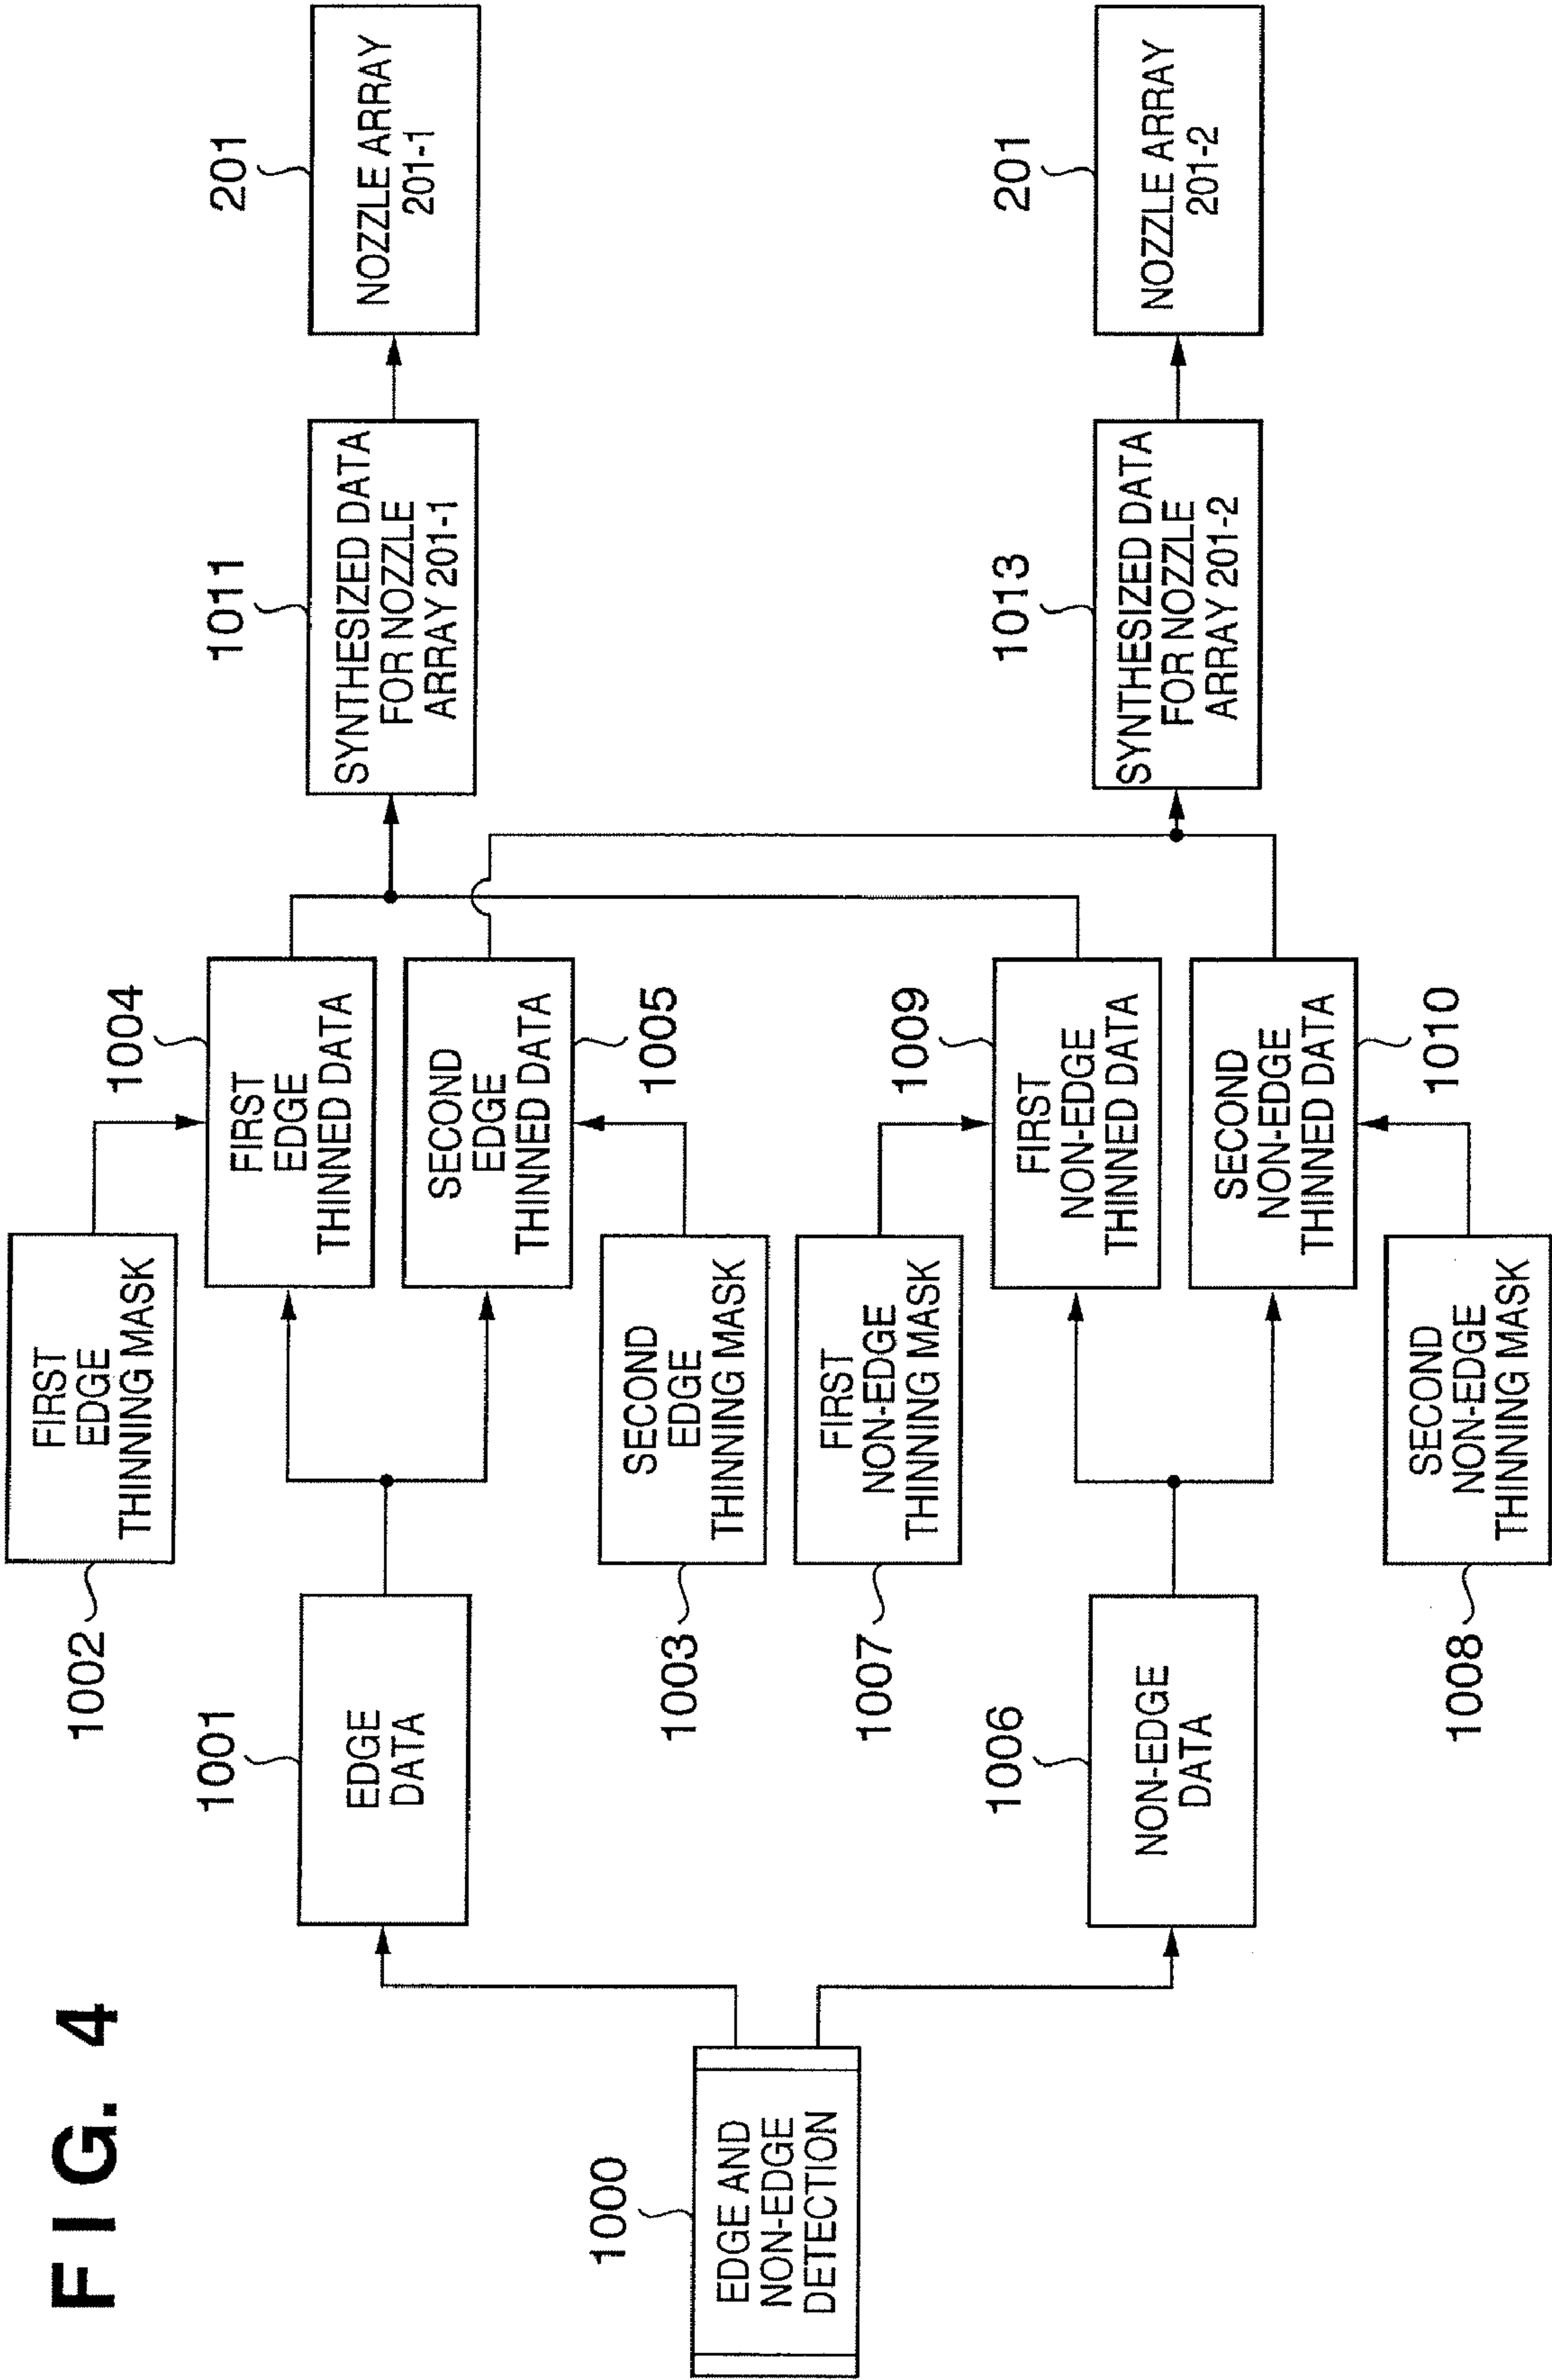 FIG. 4
1000
EDGE AND
NON-EDGE
DETECTION
1001
EDGE
DATA
1002
FIRST
EDGE
THINNING MASK
1003
SECOND
EDGE
THINNING MASK
1004
FIRST
EDGE
THINNED DATA
1005
SECOND
EDGE
THINNED DATA
1006
NON-EDGE
DATA
1007
FIRST
NON-EDGE
THINNING MASK
1008
SECOND
NON-EDGE
THINNING MASK
1009
FIRST
NON-EDGE
THINNED DATA
1010
SECOND
NON-EDGE
THINNED DATA
1011
SYNTHESIZED DATA
FOR NOZZLE
ARRAY 201-1
201
NOZZLE ARRAY
201-1
1013
SYNTHESIZED DATA
FOR NOZZLE
ARRAY 201-2
201
NOZZLE ARRAY
201-2